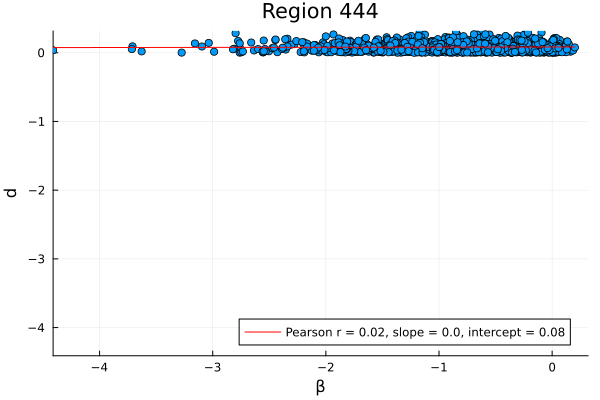 Region 444
0
−1
−2
−3
−4
d
Pearson r = 0.02, slope = 0.0, intercept = 0.08
−4 −3 −2 −1 0
β